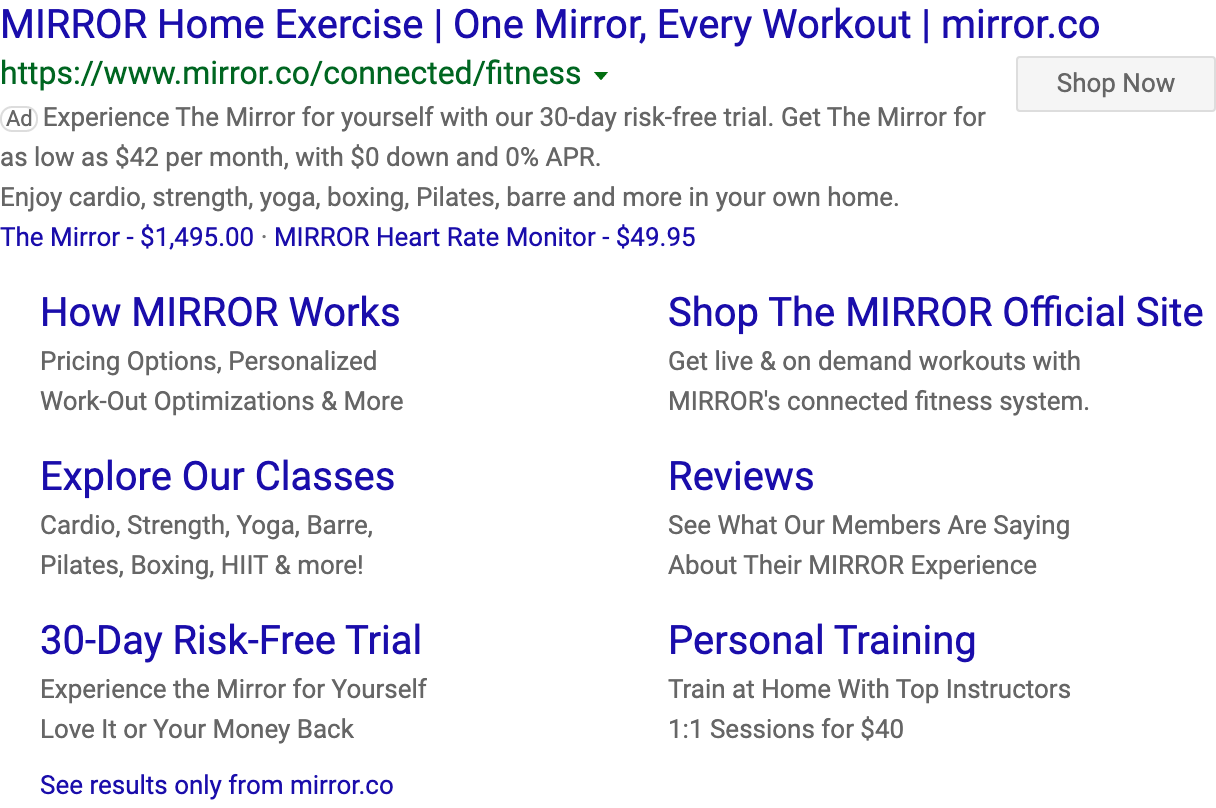 MIRROR Home Exercise | One Mirror, Every Workout | mirror.co
https://www.mirror.co/connected/fitness
Shop Now
Ad Experience The Mirror for yourself with our 30-day risk-free trial. Get The Mirror for
as low as $42 per month, with $0 down and 0% APR.
Enjoy cardio, strength, yoga, boxing, Pilates, barre and more in your own home.
The Mirror - $1,495.00 · MIRROR Heart Rate Monitor - $49.95
How MIRROR Works
Pricing Options, Personalized
Work-Out Optimizations & More
Shop The MIRROR Official Site
Get live & on demand workouts with
MIRROR's connected fitness system.
Explore Our Classes
Cardio, Strength, Yoga, Barre,
Pilates, Boxing, HIIT & more!
Reviews
See What Our Members Are Saying
About Their MIRROR Experience
30-Day Risk-Free Trial
Experience the Mirror for Yourself
Love It or Your Money Back
Personal Training
Train at Home With Top Instructors
1:1 Sessions for $40
See results only from mirror.co